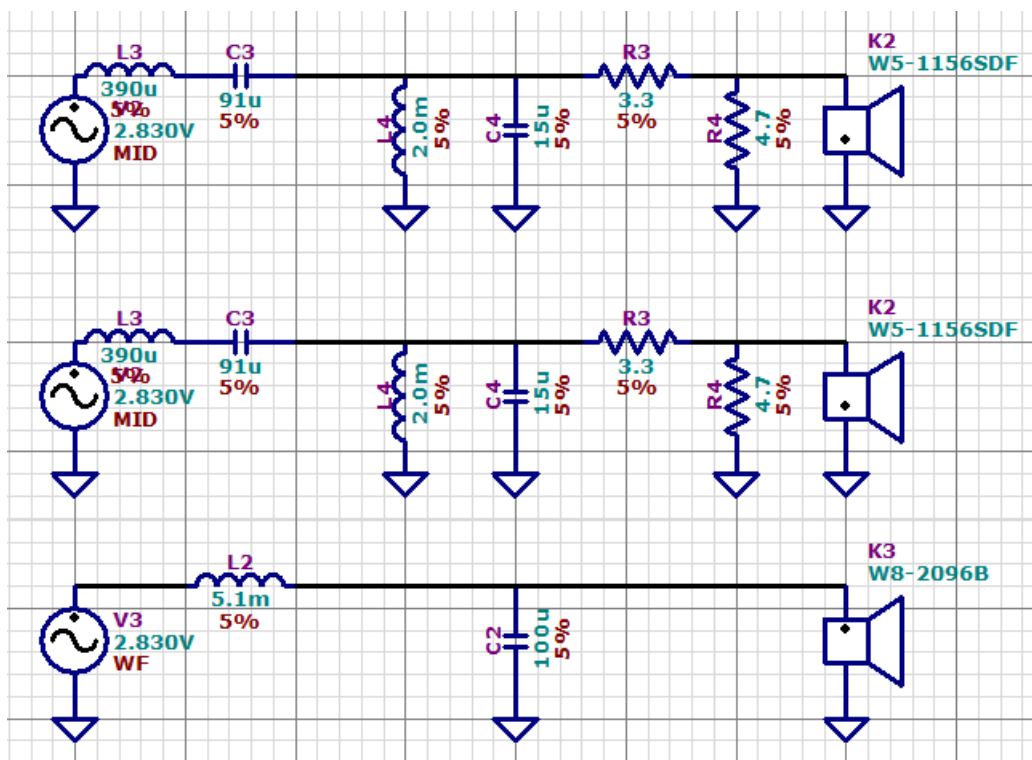 L3
390u
5%
C3
91u
5%
L4
2.0m
5%
C4
15u
5%
R3
3.3
5%
R4
4.7
5%
K2
W5-1156SDF
V2
2.830V
MID
L3
390u
5%
C3
91u
5%
L4
2.0m
5%
C4
15u
5%
R3
3.3
5%
R4
4.7
5%
K2
W5-1156SDF
V2
2.830V
MID
L2
5.1m
5%
C2
100u
5%
K3
W8-2096B
V3
2.830V
WF